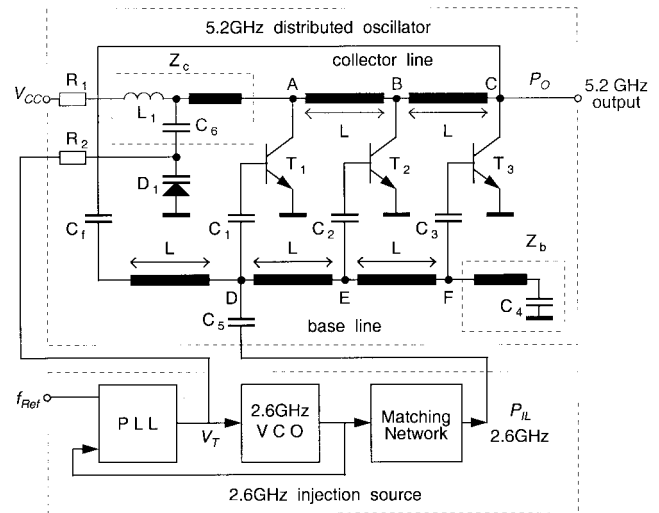 5.2GHz distributed oscillator
Zc
collector line
A
B
C
PO
5.2 GHz
output
VCC
R1
L1
C6
L
L
R2
D1
T1
T2
T3
Cf
C1
C2
C3
L
L
L
Zb
D
E
F
C4
C5
base line
fRef
PLL
VT
2.6GHz
VCO
Matching
Network
PIL
2.6GHz
2.6GHz injection source